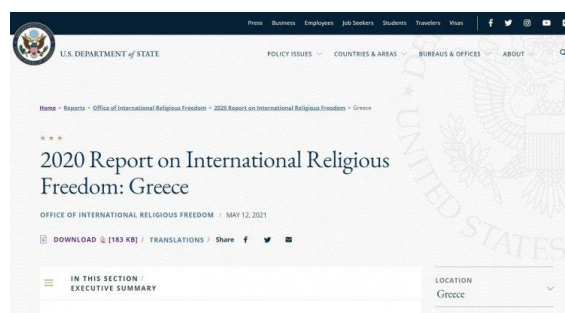 Press Business Employees Job Seekers Students Travelers Visas
U.S. DEPARTMENT of STATE
POLICY ISSUES COUNTRIES & AREAS BUREAUS & OFFICES ABOUT
Home > Reports > Office of International Religious Freedom > 2020 Report on International Religious Freedom > Greece
2020 Report on International Religious
Freedom: Greece
OFFICE OF INTERNATIONAL RELIGIOUS FREEDOM / MAY 12, 2021
DOWNLOAD [183 KB] / TRANSLATIONS / Share
IN THIS SECTION /
EXECUTIVE SUMMARY
LOCATION
Greece
UNITED STATES